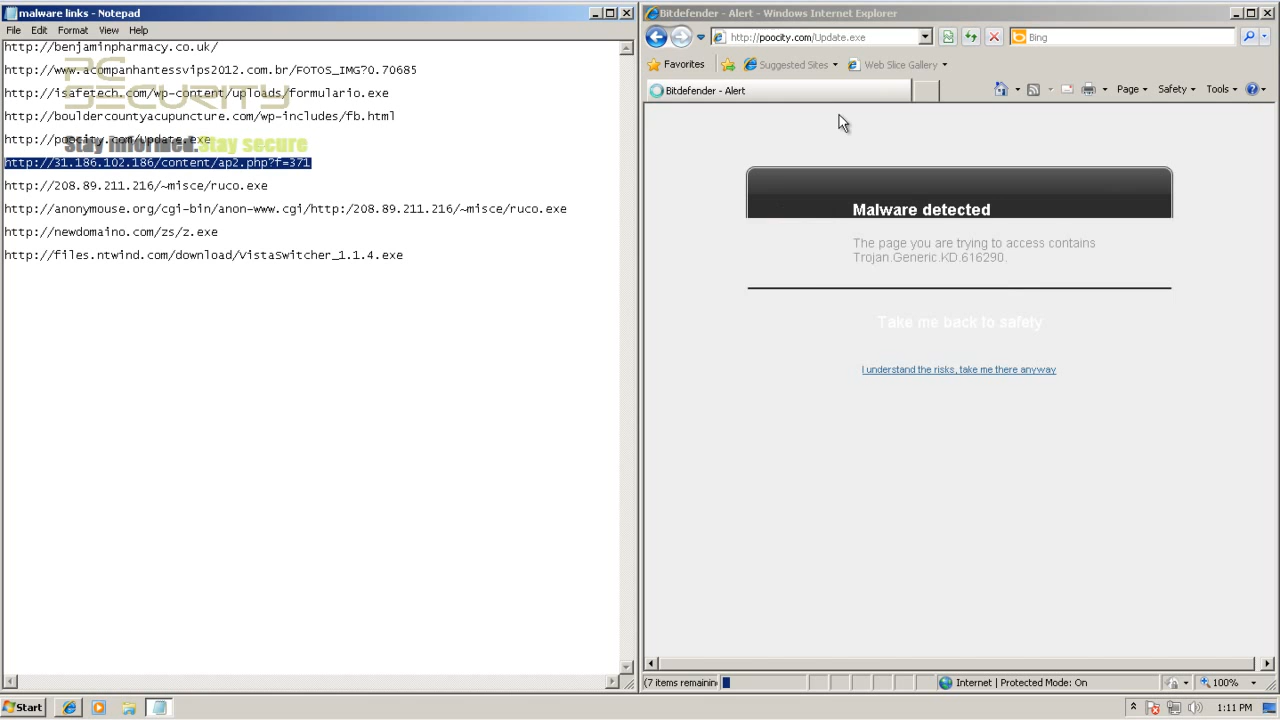 malware links - Notepad
File Edit Format View Help
http://benjaminpharmacy.co.uk/
http://www.acompanhantessvips2012.com.br/FOTOS_IMG?0.70685
http://isafetech.com/wp-content/uploads/formulario.exe
http://bouldercountyacupuncture.com/wp-includes/fb.html
http://poocity.com/Update.exe
http://31.186.102.186/content/ap2.php?f=371
http://208.89.211.216/~misce/ruco.exe
http://anonymouse.org/cgi-bin/anon-www.cgi/http:/208.89.211.216/~misce/ruco.exe
http://newdomaino.com/zs/z.exe
http://files.ntwind.com/download/VistaSwitcher_1.1.4.exe
PC
SECURITY
Stay informed.Stay secure
Bitdefender - Alert - Windows Internet Explorer
http://poocity.com/Update.exe
Bing
Favorites Suggested Sites Web Slice Gallery
Bitdefender - Alert
Page Safety Tools
Malware detected
The page you are trying to access contains
Trojan.Generic.KD.616290.
Take me back to safety
I understand the risks, take me there anyway
(7 items remainin Internet | Protected Mode: On 100%
Start 1:11 PM